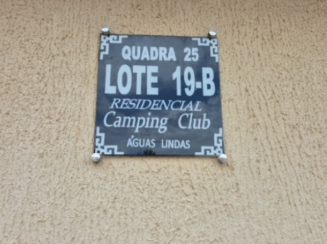 QUADRA 25
LOTE 19-B
RESIDENCIAL
Camping Club
ÁGUAS LINDAS